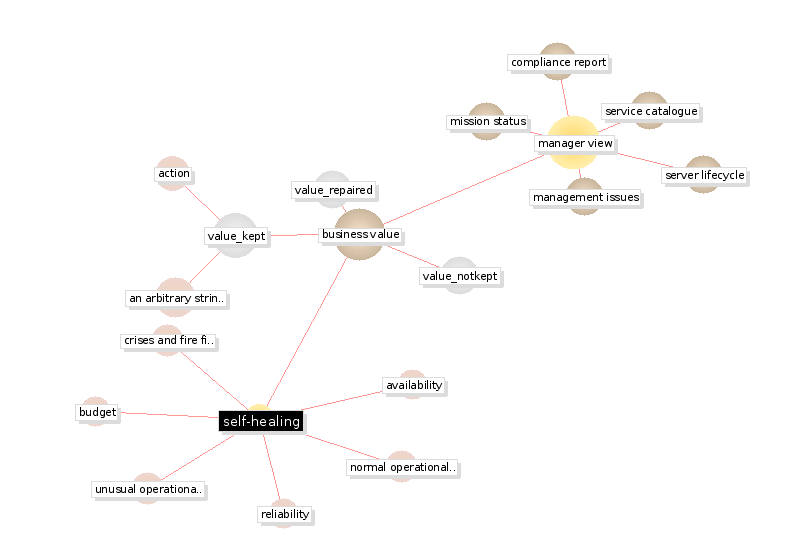 compliance report
service catalogue
mission status
manager view
action
server lifecycle
value_repaired
management issues
value_kept
business value
value_notkept
an arbitrary strin..
crises and fire fi..
availability
budget
self-healing
normal operational..
unusual operationa..
reliability